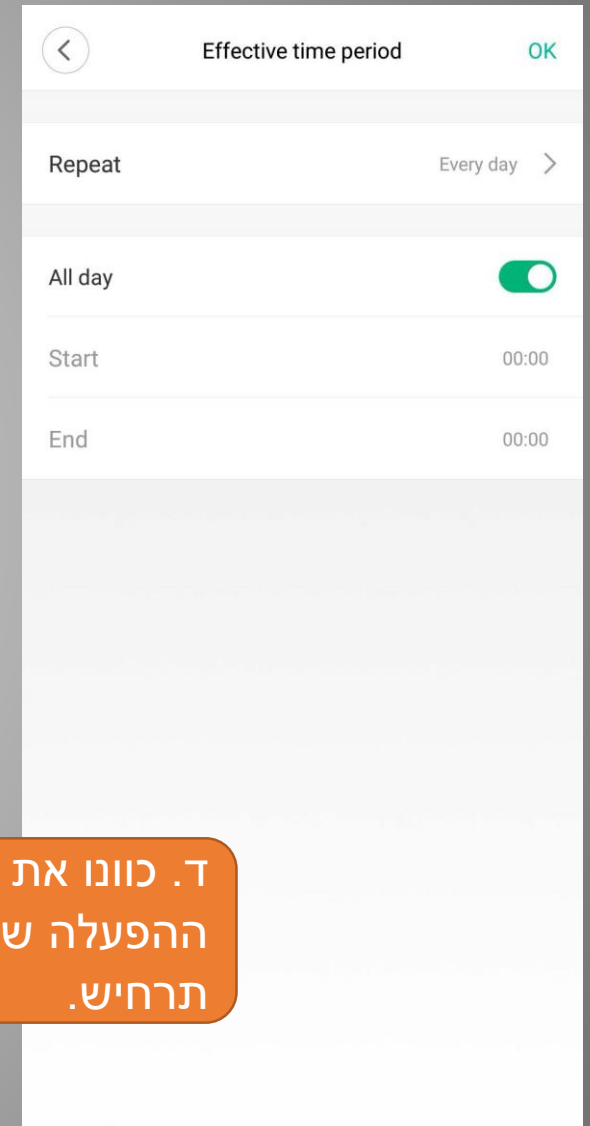 Effective time period OK
Repeat Every day
All day
Start 00:00
End 00:00
ד. כוונו את
ההפעלה
תרחיש.